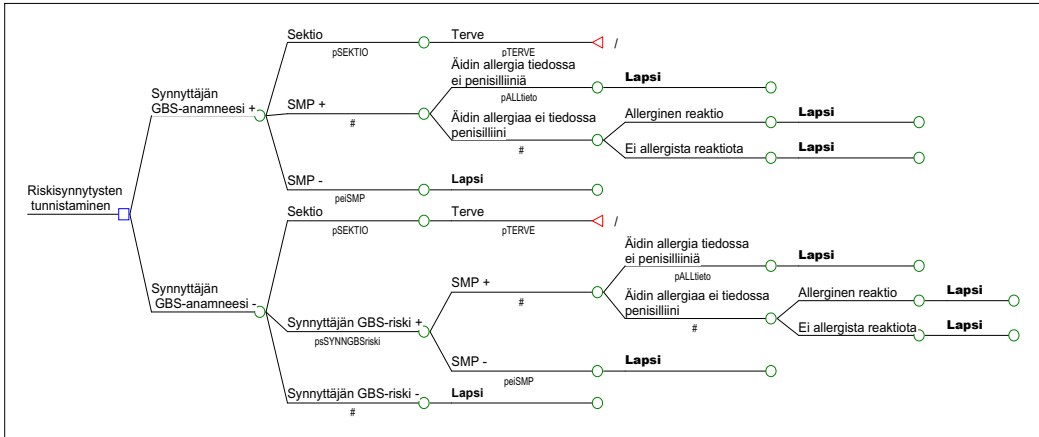 Sektio
pSEKTIO
Terve
pTERVE
/
Synnyttäjän
GBS-anamneesi +
SMP +
#
Äidin allergia tiedossa
ei penisilliiniä
pALLtieto
Lapsi
Äidin allergiaa ei tiedossa
penisilliini
#
Allerginen reaktio
Lapsi
Ei allergista reaktiota
Lapsi
SMP -
peiSMP
Lapsi
Riskisynnytysten
tunnistaminen
Sektio
pSEKTIO
Terve
pTERVE
/
Synnyttäjän
GBS-anamneesi -
Synnyttäjän GBS-riski +
psSYNNGBSriski
SMP +
#
Äidin allergia tiedossa
ei penisilliiniä
pALLtieto
Lapsi
Äidin allergiaa ei tiedossa
penisilliini
#
Allerginen reaktio
Lapsi
Ei allergista reaktiota
Lapsi
SMP -
peiSMP
Lapsi
Synnyttäjän GBS-riski -
#
Lapsi